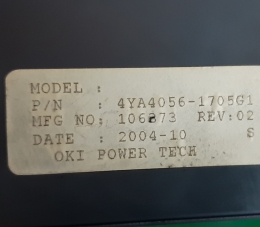 MODEL :
P/N : 4YA4056-1705G1
MFG NO: 106873 REV:02
DATE : 2004-10 S
OKI POWER TECH